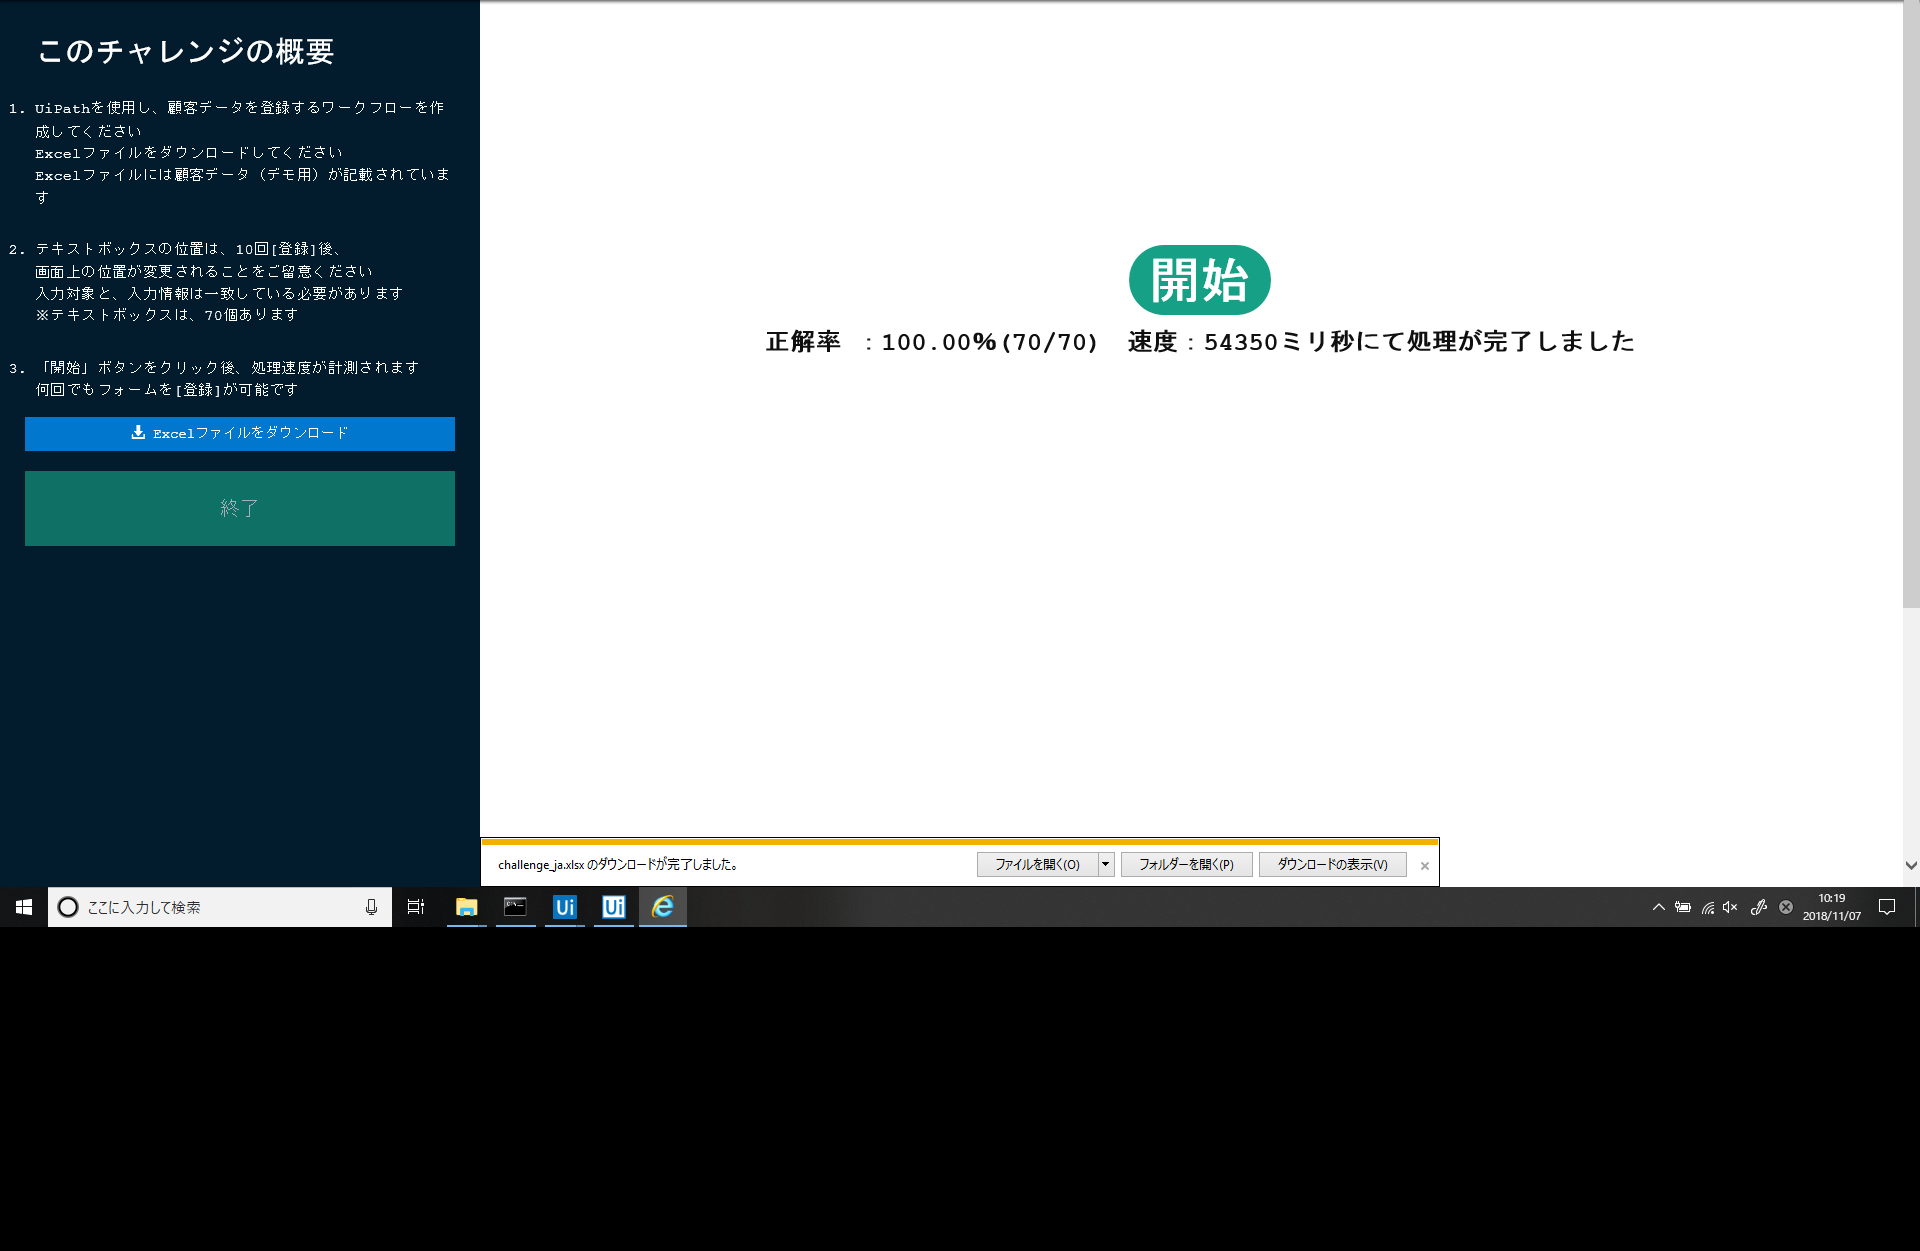 このチャレンジの概要
1. UiPathを使用し、顧客データを登録するワークフローを作
成してください
Excelファイルをダウンロードしてください
Excelファイルには顧客データ（デモ用）が記載されていま
す
2. テキストボックスの位置は、10回[登録]後、
画面上の位置が変更されることをご留意ください
入力対象と、入力情報は一致している必要があります
※テキストボックスは、70個あります
3. 「開始」ボタンをクリック後、処理速度が計測されます
何回でもフォームを[登録]が可能です
Excelファイルをダウンロード
終了
開始
正解率 ：100.00%(70/70) 速度：54350ミリ秒にて処理が完了しました
challenge_ja.xlsx のダウンロードが完了しました。
ファイルを開く(O)
フォルダーを開く(P)
ダウンロードの表示(V)
×
ここに入力して検索
Ui
Ui
10:19
2018/11/07